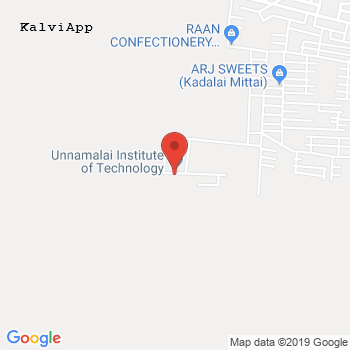 KalviApp
RAAN
CONFECTIONERY...
ARJ SWEETS
(Kadalai Mittai)
Unnamalai Institute
of Technology
Google
Map data ©2019 Google